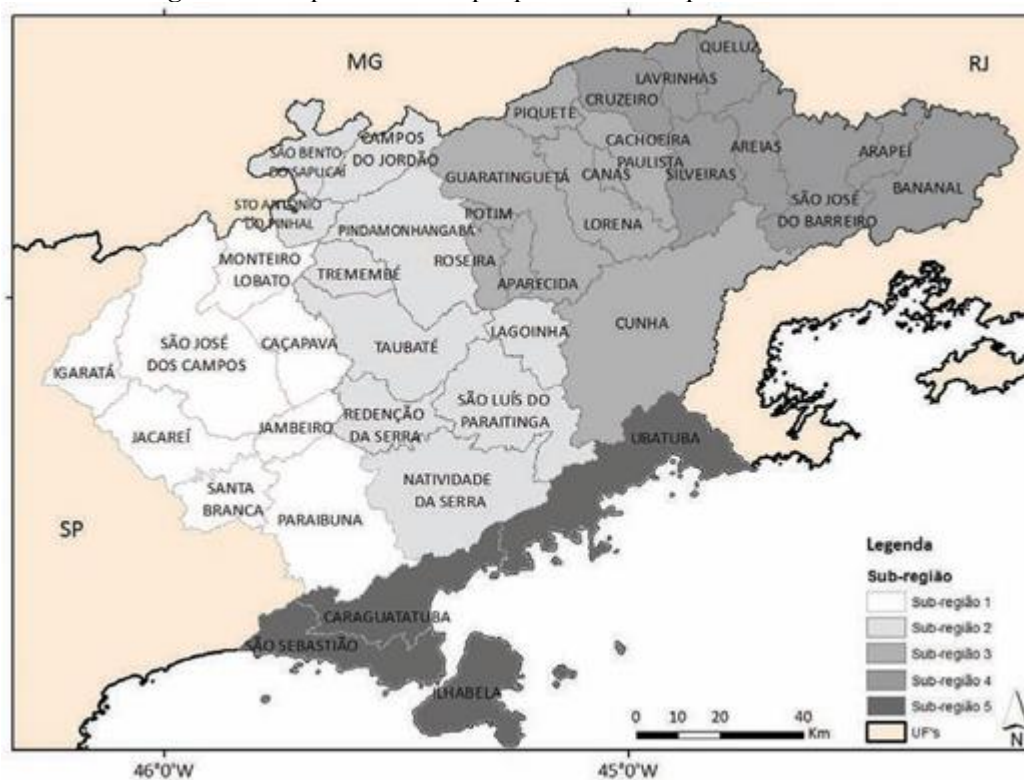 MG
RJ
QUELUZ
LAVRINHAS
CRUZEIRO
PIQUETE
CAMPOS
DO JORDÃO
SÃO BENTO
DO SAPUCAÍ
CACHOEIRA
PAULISTA
AREIAS
ARAPEÍ
GUARATINGUETÁ
CANAS
SILVEIRAS
BANANAL
SÃO JOSÉ
DO BARREIRO
STO ANTONIO
DO PINHAL
POTIM
LORENA
PINDAMONHANGABA
MONTEIRO
LOBATO
TREMEMBÉ
ROSEIRA
APARECIDA
CUNHA
LAGOINHA
SÃO JOSÉ
DOS CAMPOS
CAÇAPAVA
TAUBATÉ
IGARATÁ
SÃO LUÍS DO
PARAITINGA
REDENÇÃO
DA SERRA
JACAREÍ
JAMBEIRO
UBATUBA
NATIVIDADE
DA SERRA
SANTA
BRANCA
PARAIBUNA
SP
CARAGUATATUBA
SÃO SEBASTIÃO
ILHABELA
Legenda
Sub-região
Sub-região 1
Sub-região 2
Sub-região 3
Sub-região 4
Sub-região 5
UF's
0 10 20 40
Km
N
46°0'W
45°0'W